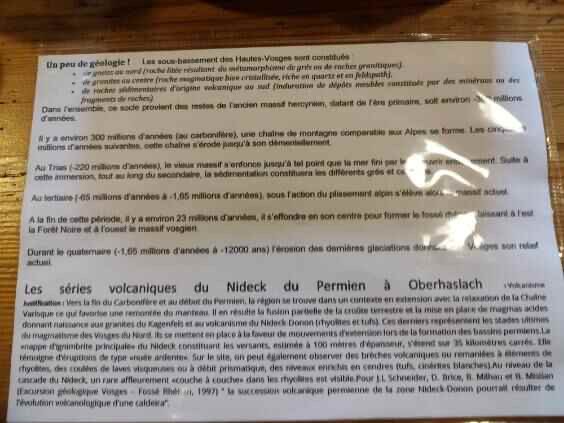 Un peu de géologie ! Les sous-bassement des Hautes-Vosges sont constitués :
• de gneiss au nord (roche litée résultant du métamorphisme de grès ou de roches granitiques).
• de granites au centre (roche magmatique bien cristallisée, riche en quartz et en feldspath).
• de roches sédimentaires d'origine volcanique au sud (induration de dépôts meubles constitués par des minéraux ou des
fragments de roches)
Dans l'ensemble, ce socle provient des restes de l'ancien massif hercynien, datant de l'ère primaire, soit environ millions
d'années.
Il y a environ 300 millions d'années (au carbonifère), une chaîne de montagne comparable aux Alpes se forme. Les
millions d'années suivantes, cette chaîne s'érode jusqu'à son démentellement.
Au Trias (-220 millions d'années), le vieux massif s'enfonce jusqu'à tel point que la mer fini par le Suite à
cette immersion, tout au long du secondaire, la sédimentation constituera les différents grés et
Au tertiaire (-65 millions d'années à -1,65 millions d'années), sous l'action du plissement alpin s'élève massif actuel.
A la fin de cette période, il y a environ 23 millions d'années, il s'effondre en son centre pour former le fossé laissant à l'est
la Forêt Noire et à l'ouest le massif vosgien.
Durant le quaternaire (-1,65 millions d'années à -12000 ans) l'érosion des dernières glaciations Vosges son relief
actuel.
Les séries volcaniques du Nideck du Permien à Oberhaslach : Volcanisme
Justification : Vers la fin du Carbonifère et au début du Permien, la région se trouve dans un contexte en extension avec la relaxation de la Chaîne
Varisque ce qui favorise une remontée du manteau. Il en résulte la fusion partielle de la croûte terrestre et la mise en place de magmas acides
donnant naissance aux granites du Kagenfels et au volcanisme du Nideck Donon (rhyolites et tufs). Ces derniers représentent les stades ultimes
du magmatisme des Vosges du Nord. Ils se mettent en place à la faveur de mouvements d'extension lors de la formation des bassins permiens.La
nappe d'ignimbrite principale du Nideck constituant les versants, estimée à 100 mètres d'épaisseur, s'étend sur 35 kilomètres carrés. Elle
témoigne d'éruptions de type «nuée ardente». Sur le site, on peut également observer des brèches volcaniques ou remaniées à éléments de
rhyolites, des coulées de laves visqueuses ou à débit prismatique, des niveaux enrichis en cendres (tufs, cinérites blanches).Au niveau de la
cascade du Nideck, un rare affleurement «couche à couche» dans les rhyolites est visible.Pour J.L Schneider, D. Brice, B. Milhau et B. Mistiaen
(Excursion géologique Vosges - Fossé Rhén 1997) " la succession volcanique permienne de la zone Nideck-Donon pourrait résulter de
l'évolution volcanologique d'une caldeira".